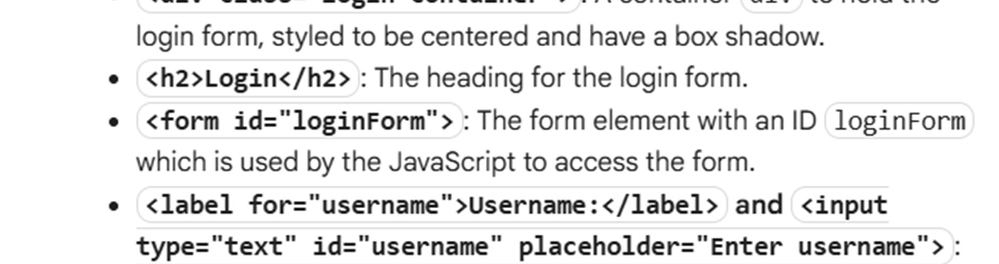 <div class="login-container">: A container div to hold the
login form, styled to be centered and have a box shadow.
• <h2>Login</h2>: The heading for the login form.
• <form id="loginForm">: The form element with an ID loginForm
which is used by the JavaScript to access the form.
• <label for="username">Username:</label> and <input
type="text" id="username" placeholder="Enter username">: